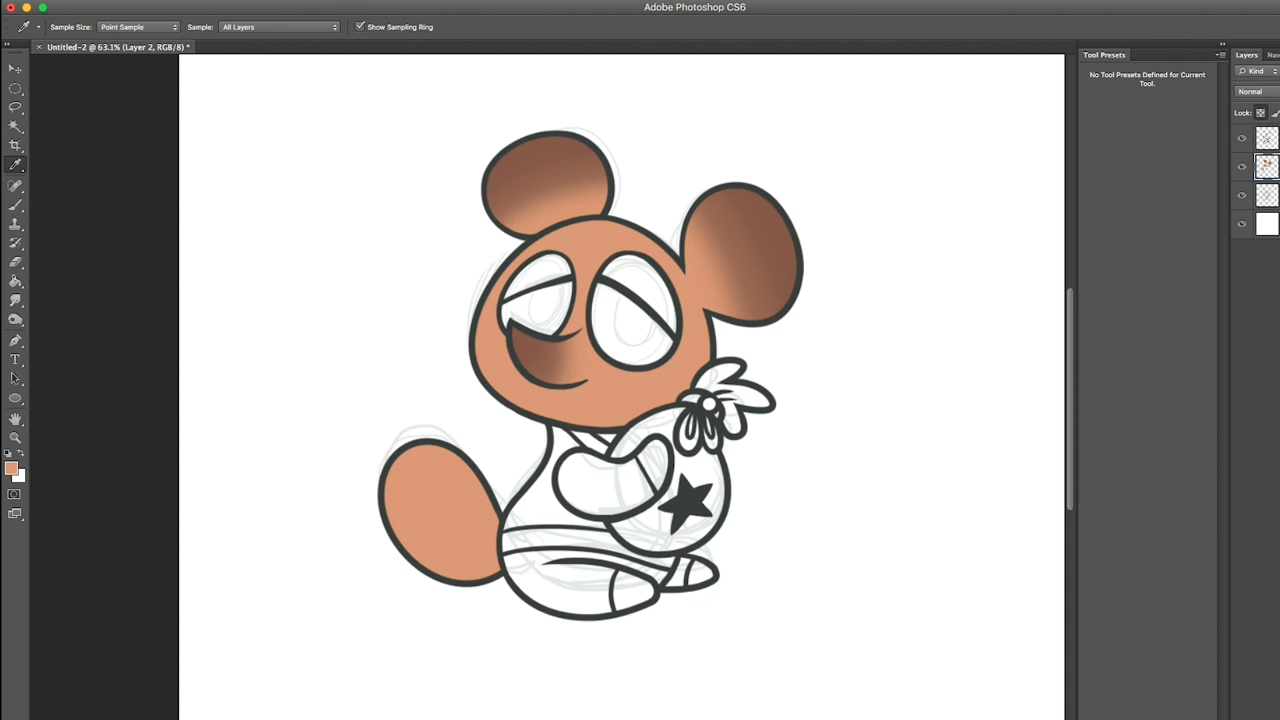 Adobe Photoshop CS6
Sample Size: Point Sample Sample: All Layers Show Sampling Ring
× Untitled-2 @ 63.1% (Layer 2, RGB/8) *
Tool Presets
Layers Nav
No Tool Presets Defined for Current
Tool.
Kind
Normal
Lock:
T